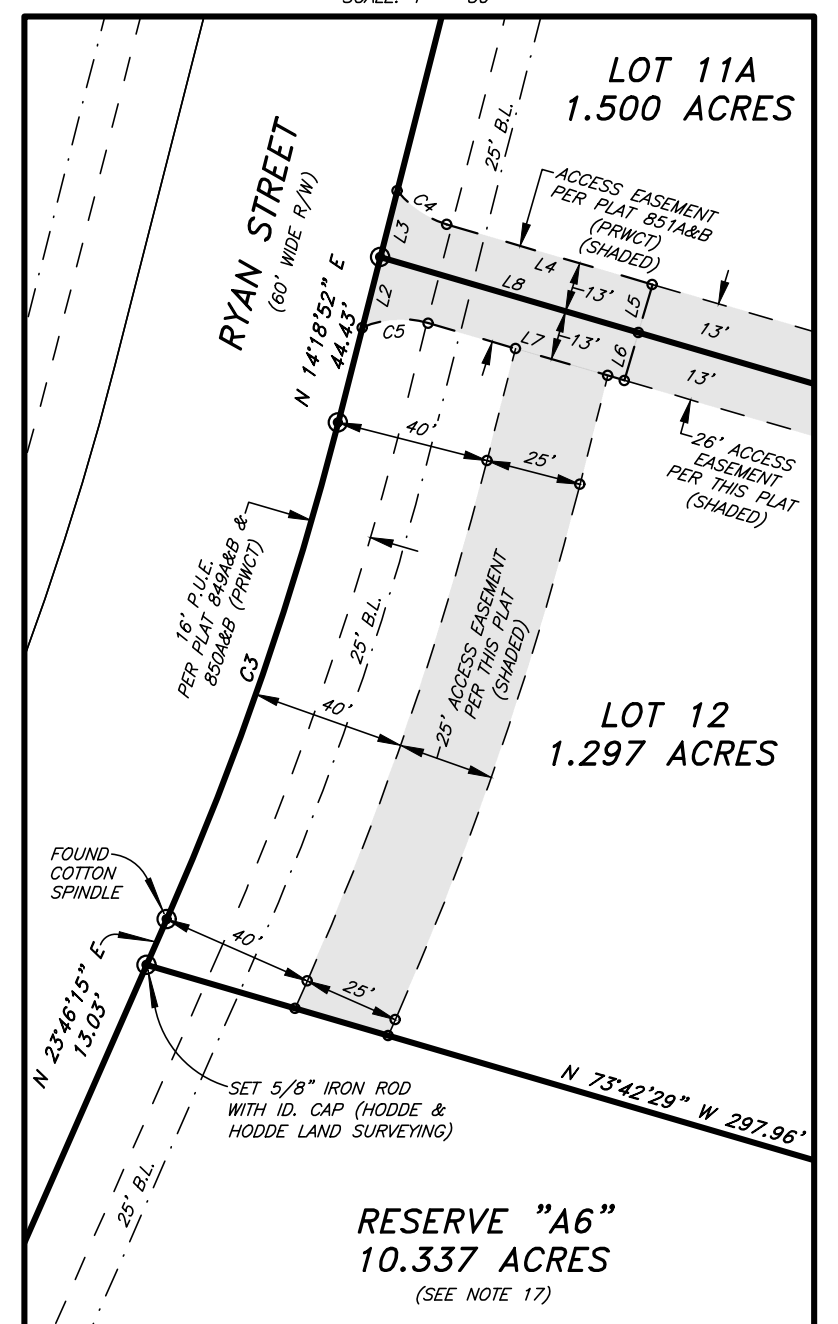 LOT 11A
1.500 ACRES
25' B.L.
RYAN STREET
(60' WIDE R/W)
ACCESS EASEMENT
PER PLAT 851A&B
(PRWCT)
(SHADED)
C4
L3
L4
L8
13'
L5
13'
L2
N 14°18'52" E
44.43'
C5
L7
13'
L6
13'
26' ACCESS
EASEMENT
PER THIS PLAT
(SHADED)
40'
25'
16' P.U.E.
PER PLAT 849A&B &
850A&B (PRWCT)
25' B.L.
25' ACCESS EASEMENT
PER THIS PLAT
(SHADED)
C3
40'
LOT 12
1.297 ACRES
FOUND
COTTON
SPINDLE
40'
25'
N 23°46'15" E
13.03'
SET 5/8" IRON ROD
WITH ID. CAP (HODDE &
HODDE LAND SURVEYING)
N 73°42'29" W 297.96'
25' B.L.
RESERVE "A6"
10.337 ACRES
(SEE NOTE 17)